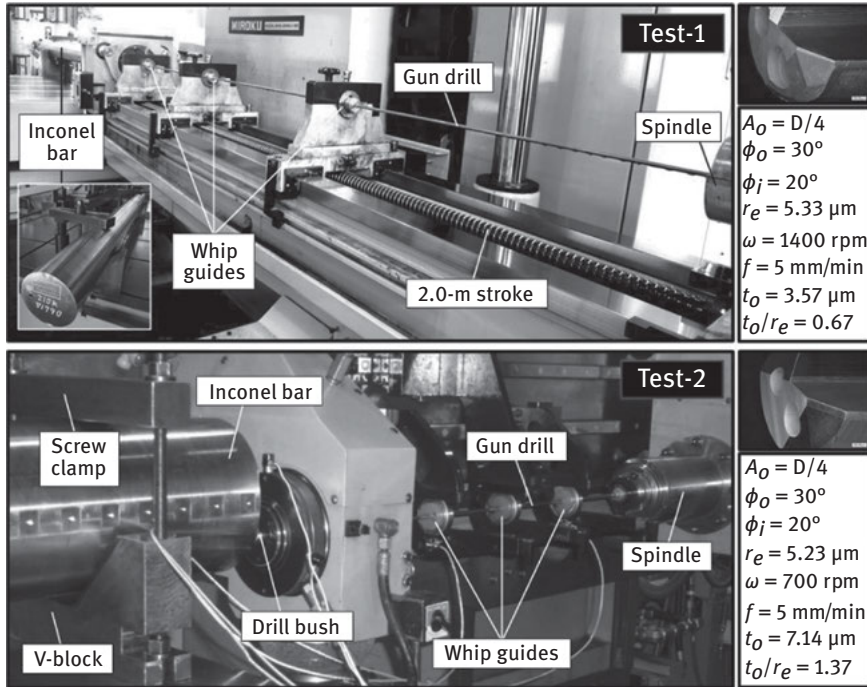 MIROKU
Test-1
Gun drill
Spindle
Inconel
bar
Whip
guides
2.0-m stroke
A₀ = D/4
ϕ₀ = 30°
ϕᵢ = 20°
rₑ = 5.33 µm
ω = 1400 rpm
f = 5 mm/min
t₀ = 3.57 µm
t₀/rₑ = 0.67
Test-2
Inconel bar
Screw
clamp
Gun drill
Spindle
Drill bush
V-block
Whip guides
A₀ = D/4
ϕ₀ = 30°
ϕᵢ = 20°
rₑ = 5.23 µm
ω = 700 rpm
f = 5 mm/min
t₀ = 7.14 µm
t₀/rₑ = 1.37